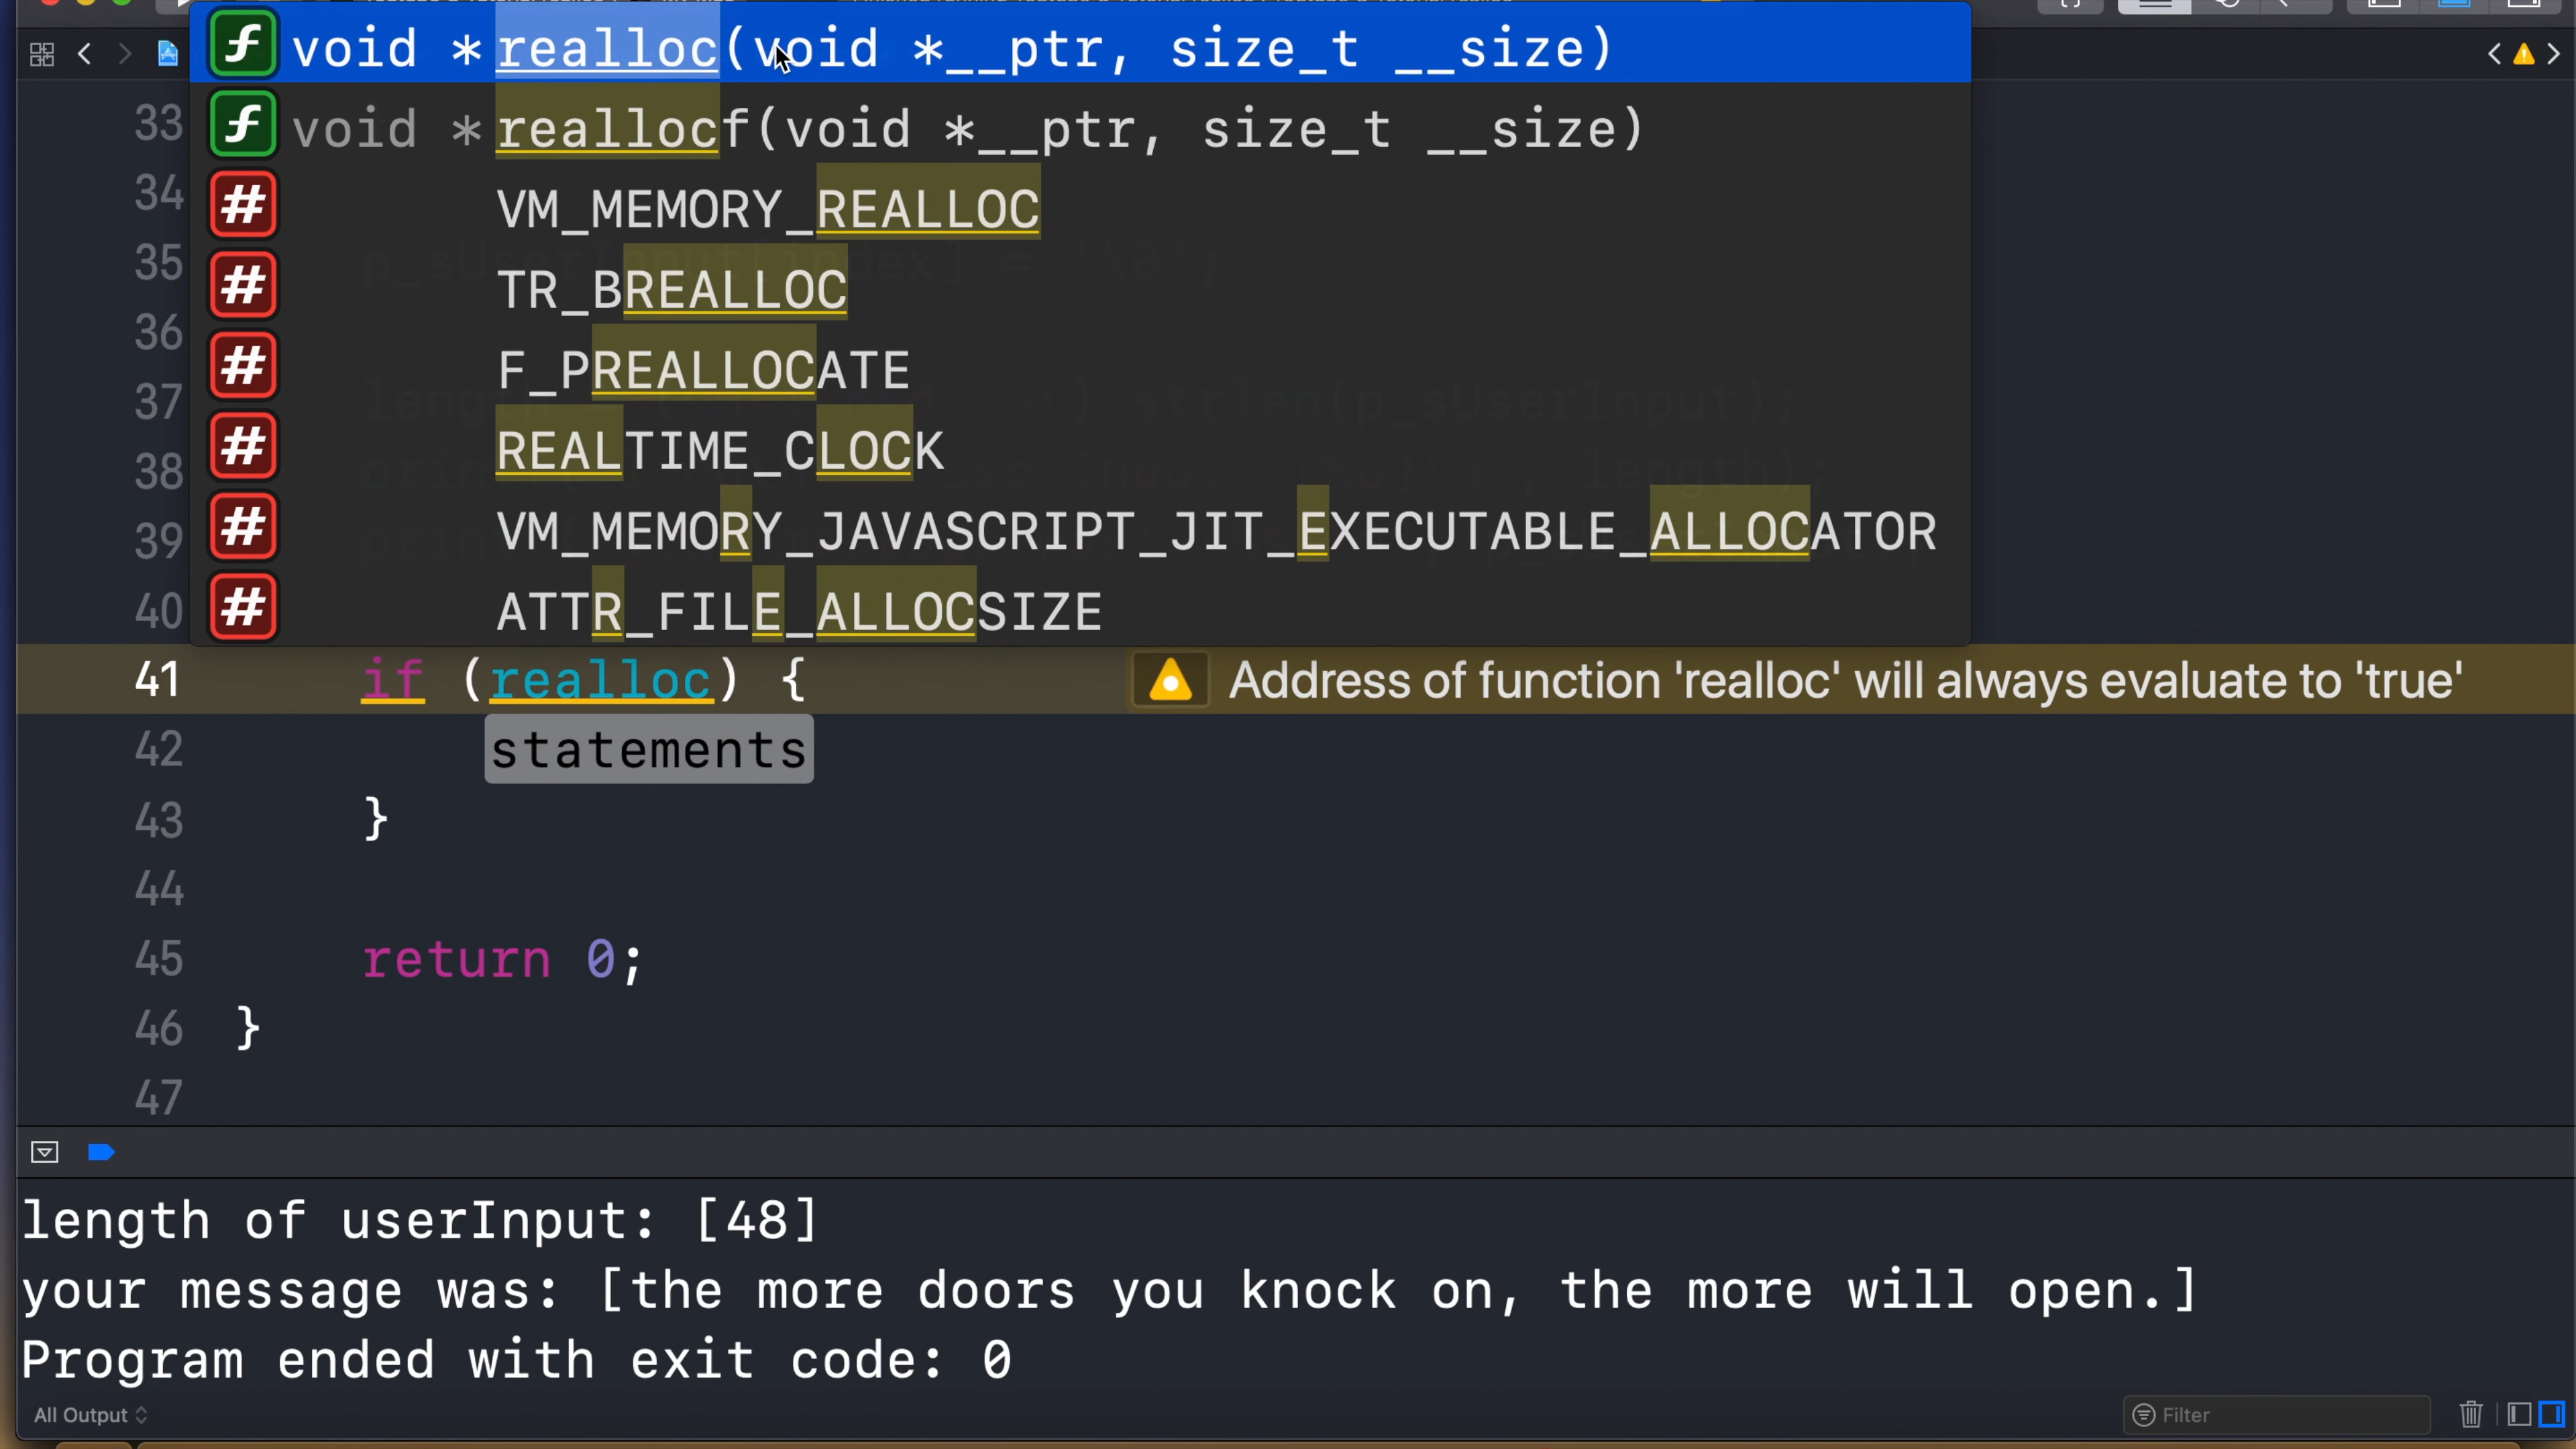 void *realloc(void *__ptr, size_t __size)
33 void *reallocf(void *__ptr, size_t __size)
34 # VM_MEMORY_REALLOC
35 # TR_BREALLOC
36 # F_PREALLOCATE
37 # REALTIME_CLOCK
38
39 # VM_MEMORY_JAVASCRIPT_JIT_EXECUTABLE_ALLOCATOR
40 # ATTR_FILE_ALLOCSIZE
41 if (realloc) { Address of function 'realloc' will always evaluate to 'true'
42 statements
43 }
44
45 return 0;
46 }
47
length of userInput: [48]
your message was: [the more doors you knock on, the more will open.]
Program ended with exit code: 0
All Output Filter